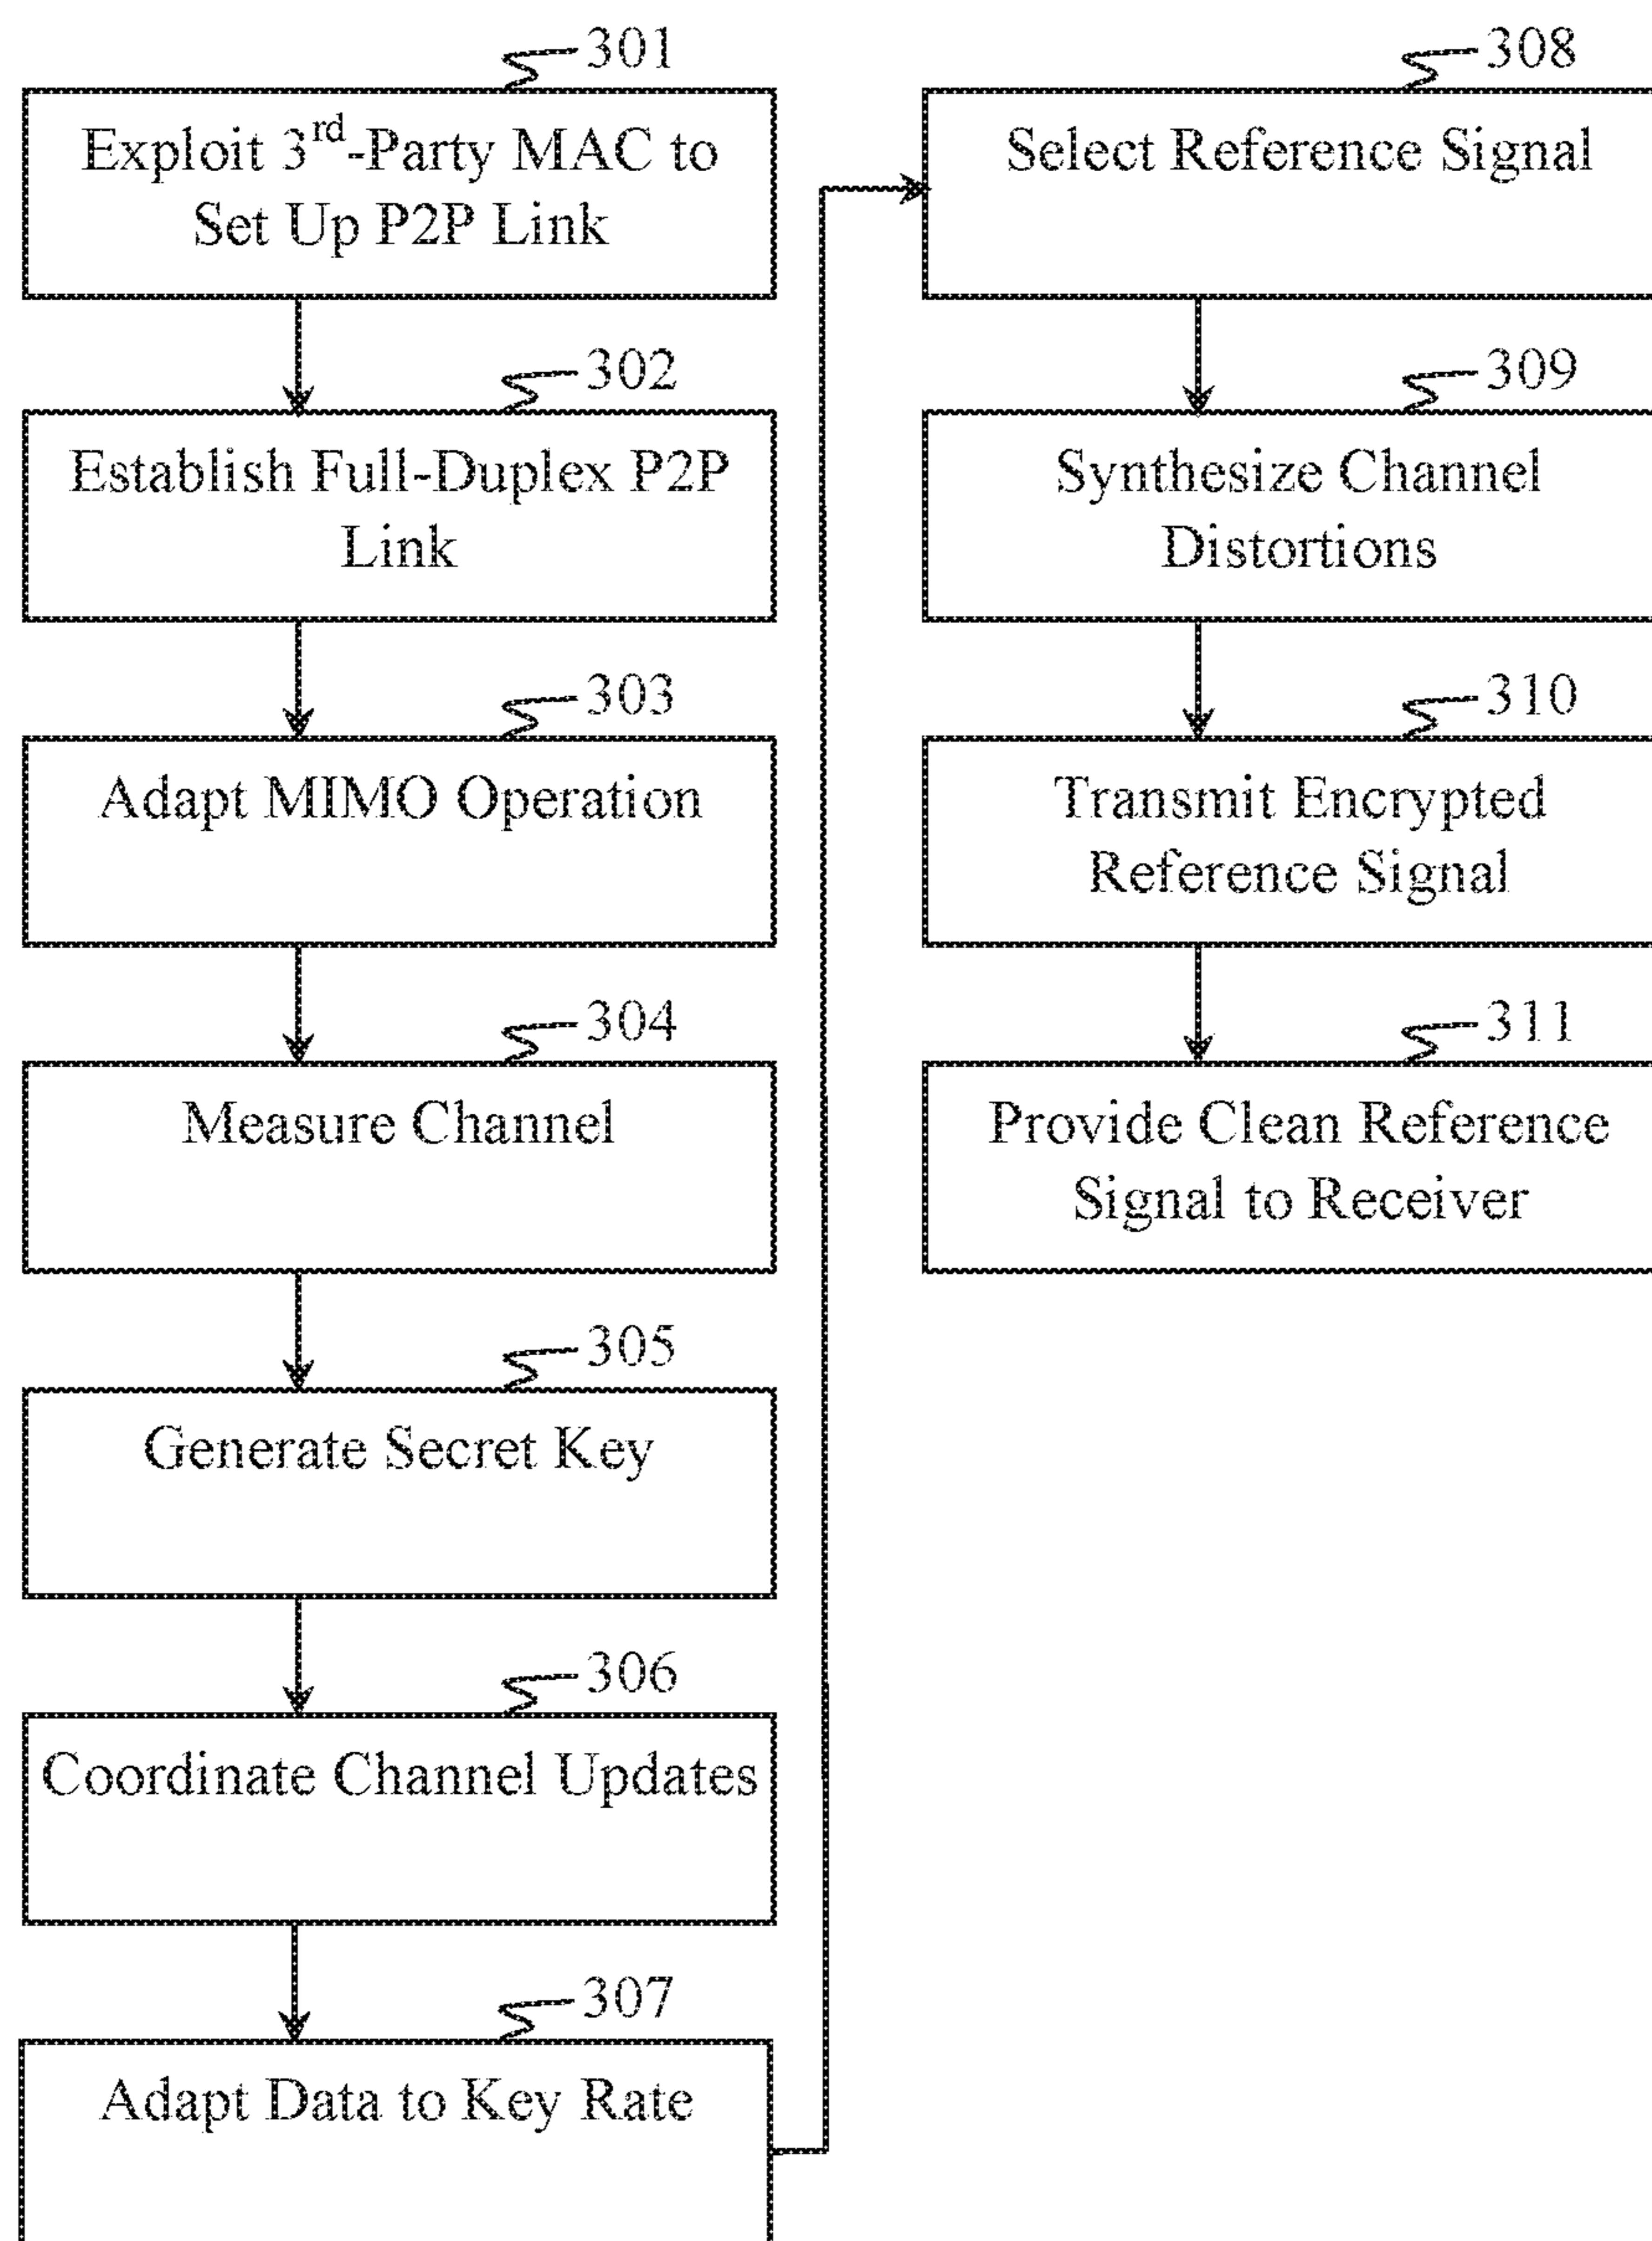 301
Exploit 3rd-Party MAC to
Set Up P2P Link
302
Establish Full-Duplex P2P
Link
303
Adapt MIMO Operation
304
Measure Channel
305
Generate Secret Key
306
Coordinate Channel Updates
307
Adapt Data to Key Rate
308
Select Reference Signal
309
Synthesize Channel
Distortions
310
Transmit Encrypted
Reference Signal
311
Provide Clean Reference
Signal to Receiver